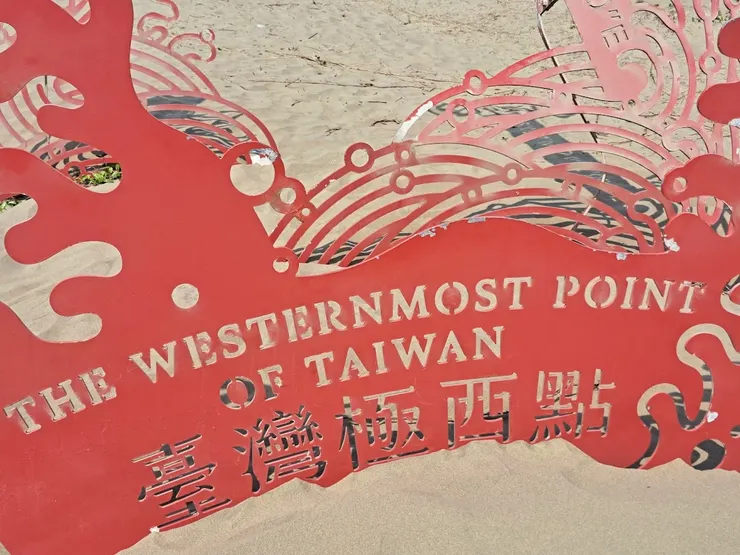 THE WESTERNMOST POINT
OF TAIWAN
臺灣極西點